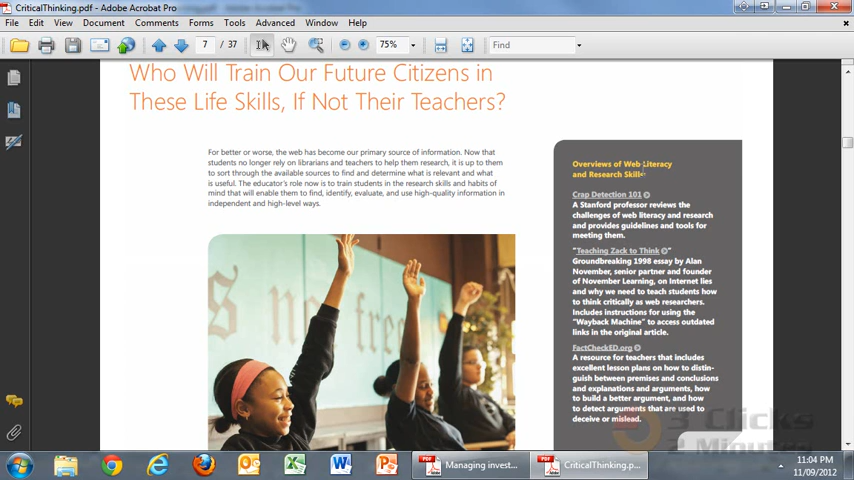 CriticalThinking.pdf - Adobe Acrobat Pro
File Edit View Document Comments Forms Tools Advanced Window Help
7 / 37 75% Find
Who Will Train Our Future Citizens in
These Life Skills, If Not Their Teachers?
For better or worse, the web has become our primary source of information. Now that
students no longer rely on librarians and teachers to help them research, it is up to them
to sort through the available sources to find and determine what is relevant and what
is useful. The educator's role now is to train students in the research skills and habits of
mind that will enable them to find, identify, evaluate, and use high-quality information in
independent and high-level ways.
s no free
Overviews of Web Literacy
and Research Skills
Crap Detection 101
A Stanford professor reviews the
challenges of web literacy and research
and provides guidelines and tools for
meeting them.
"Teaching Zack to Think"
Groundbreaking 1998 essay by Alan
November, senior partner and founder
of November Learning, on Internet lies
and why we need to teach students how
to think critically as web researchers.
Includes instructions for using the
"Wayback Machine" to access outdated
links in the original article.
FactCheckED.org
A resource for teachers that includes
excellent lesson plans on how to distin-
guish between premises and conclusions
and explanations and arguments, how
to build a better argument, and how
to detect arguments that are used to
deceive or mislead.
3 Clicks
2 Minutes
Managing invest...
CriticalThinking.p...
11:04 PM
11/09/2012